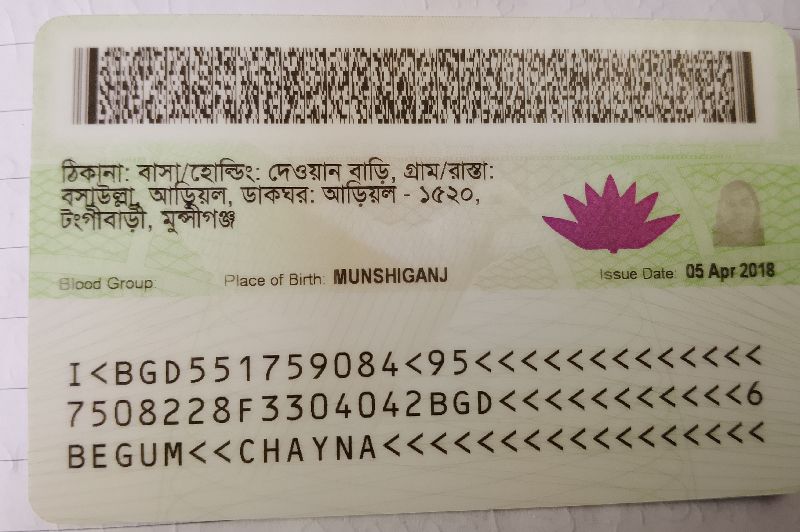 ঠিকানা: বাসা/হোল্ডিং: দেওয়ান বাড়ি, গ্রাম/রাস্তা:
বসাউল্লা, আড়িয়ল, ডাকঘর: আড়িয়ল - ১৫২০,
টংগীবাড়ী, মুন্সীগঞ্জ
Blood Group: Place of Birth: MUNSHIGANJ Issue Date: 05 Apr 2018
I<BGD551759084<95<<<<<<<<<<<<<
7508228F3304042BGD<<<<<<<<<<<6
BEGUM<<CHAYNA<<<<<<<<<<<<<<<<<